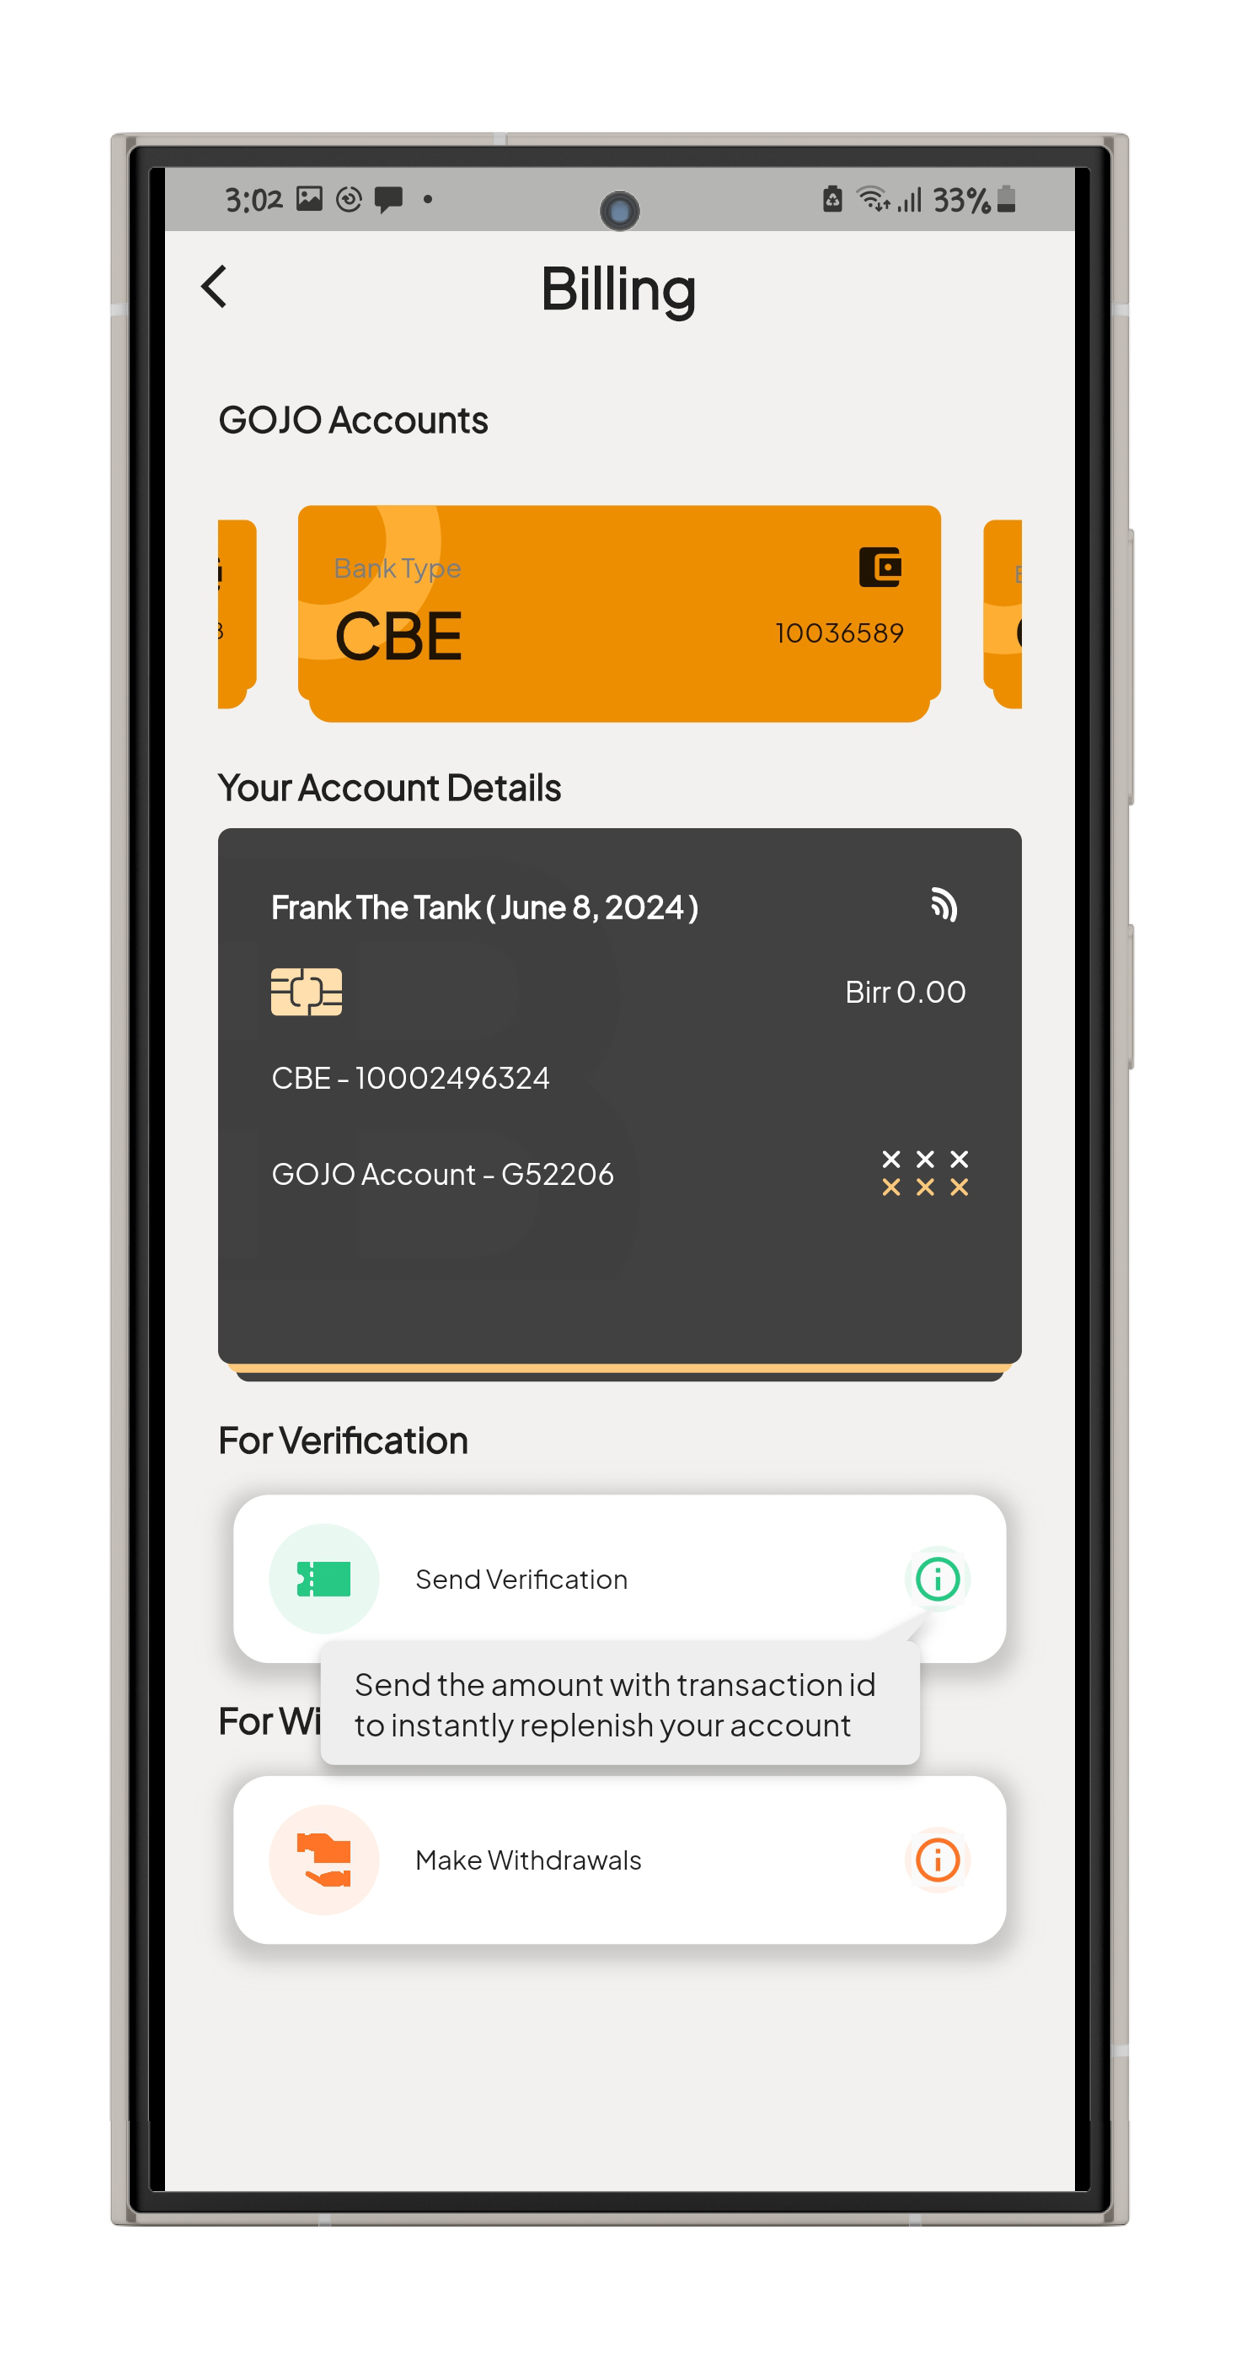 3:02
33%
Billing
GOJO Accounts
Bank Type
CBE
10036589
Your Account Details
Frank The Tank ( June 8, 2024 )
Birr 0.00
CBE - 10002496324
GOJO Account - G52206
For Verification
Send Verification
Send the amount with transaction id
to instantly replenish your account
For Wi
Make Withdrawals